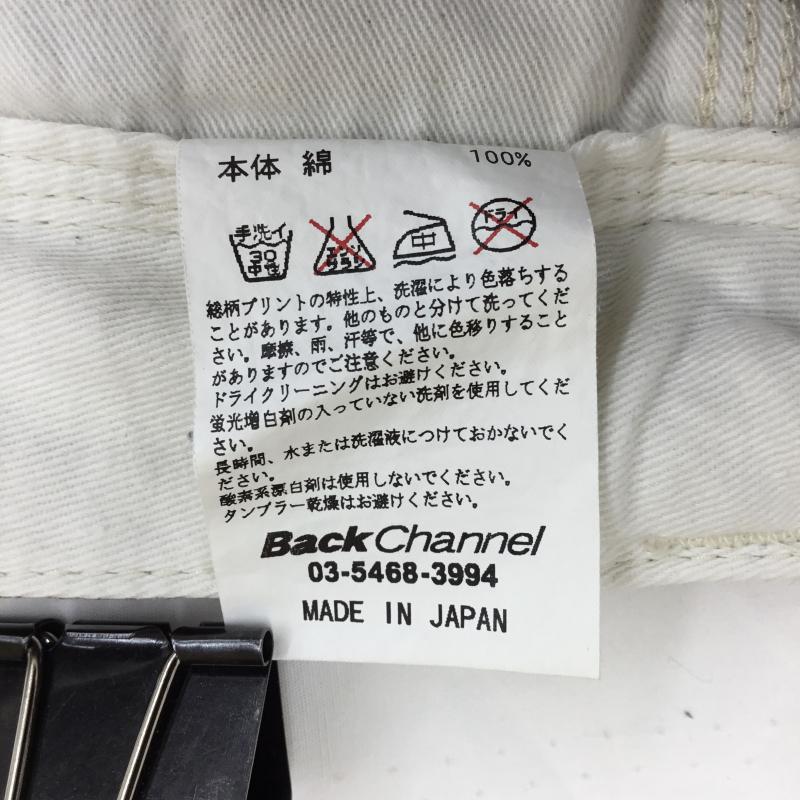 本体 綿 100%
手洗イ 30 中性
エンソ サラシ
中
ドライ
総柄プリントの特性上、洗濯により色落ちする
ことがあります。他のものと分けて洗ってくだ
さい。摩擦、雨、汗等で、他に色移りすること
がありますのでご注意ください。
ドライクリーニングはお避けください。
蛍光増白剤の入っていない洗剤を使用してくだ
さい。
長時間、水または洗濯液につけておかないでく
ださい。
酸素系漂白剤は使用しないでください。
タンブラー乾燥はお避けください。
BackChannel
03-5468-3994
MADE IN JAPAN